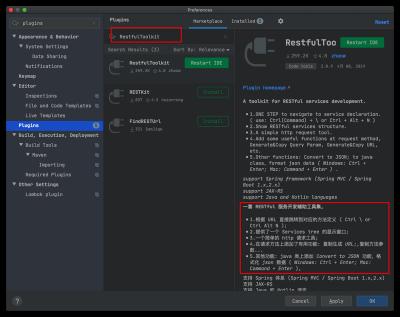 Preferences
plugins
Appearance & Behavior
System Settings
Data Sharing
Notifications
Keymap
Editor
Inspections
File and Code Templates
Live Templates
Plugins
Build, Execution, Deployment
Build Tools
Maven
Importing
Required Plugins
Other Settings
Lombok plugin
Plugins
Marketplace
Installed
Reset
RestfulToolkit
Search Results (3)
Sort By: Relevance
RestfulToolkit
Restart IDE
RESTKit
Install
FindRESTUrl
Install
RestfulToo
Restart IDE
Code tools
Plugin homepage
A toolkit for RESTful services development.
1.ONE STEP to navigate to service declaration.
( use: Ctrl(Command) + \ or Ctrl + Alt + N )
2.Show RESTful services structure.
3.A simple http request tool.
4.Add some useful functions at request method,
Generate&Copy Query Param, Generate&Copy URL,
etc.
5.Other functions: Convert to JSON: to java
class, format json data ( Windows: Ctrl +
Enter; Mac: Command + Enter ) .
support Spring framework (Spring MVC / Spring
Boot 1.x,2.x)
support JAX-RS
support Java and Kotlin languages
一套 RESTful 服务开发辅助工具集。
1.根据 URL 直接跳转到对应的方法定义 ( Ctrl \ or
Ctrl Alt N );
2.提供了一个 Services tree 的显示窗口;
3.一个简单的 http 请求工具;
4.在请求方法上添加了有用功能: 复制生成 URL;,复制方法参
数...
5.其他功能: java 类上添加 Convert to JSON 功能，格
式化 json 数据 ( Windows: Ctrl + Enter; Mac:
Command + Enter )。
支持 Spring 体系 (Spring MVC / Spring Boot 1.x,2.x)
支持 JAX-RS
Cancel
Apply
OK